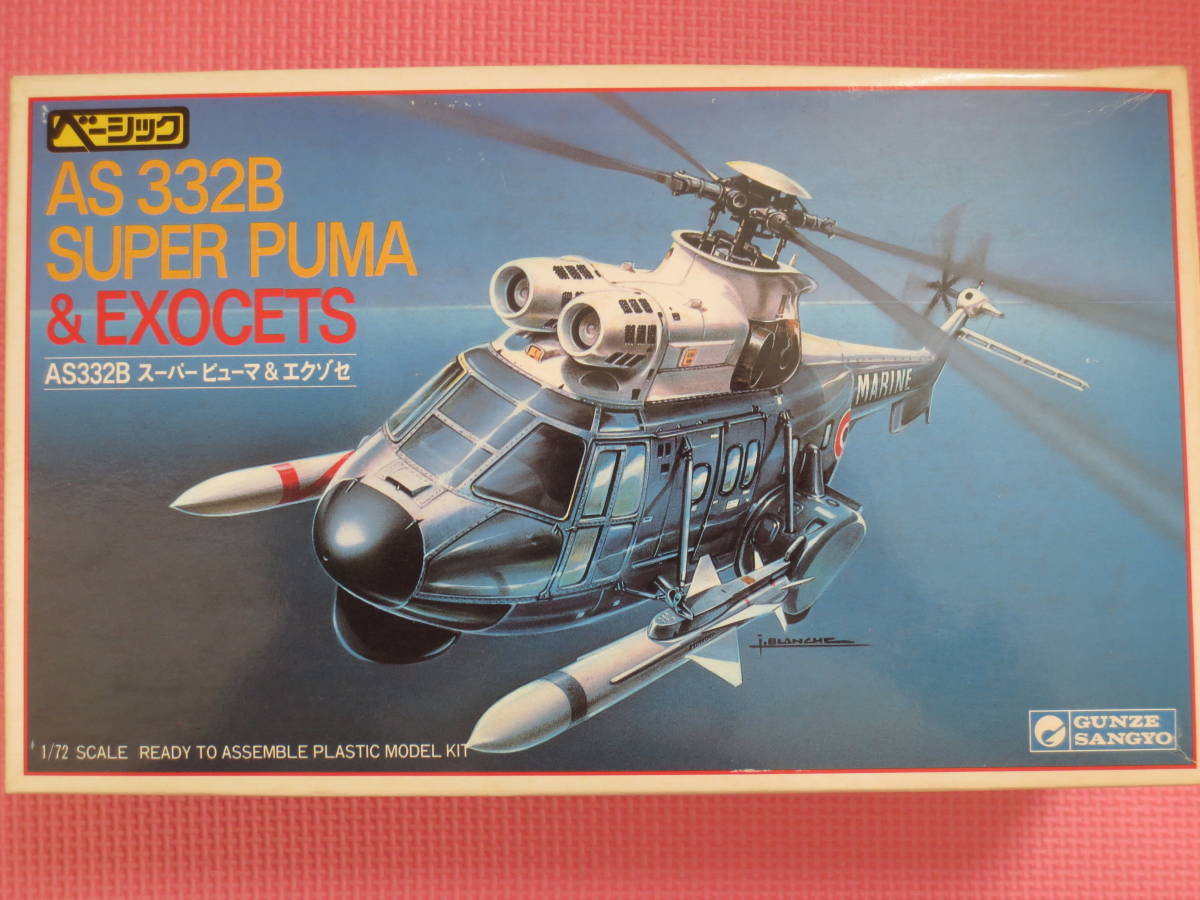 ベーシック
AS 332B
SUPER PUMA
& EXOCETS
AS332B スーパーピューマ&エクゾセ
MARINE
j.BLANCHE
1/72 SCALE READY TO ASSEMBLE PLASTIC MODEL KIT
GUNZE
SANGYO